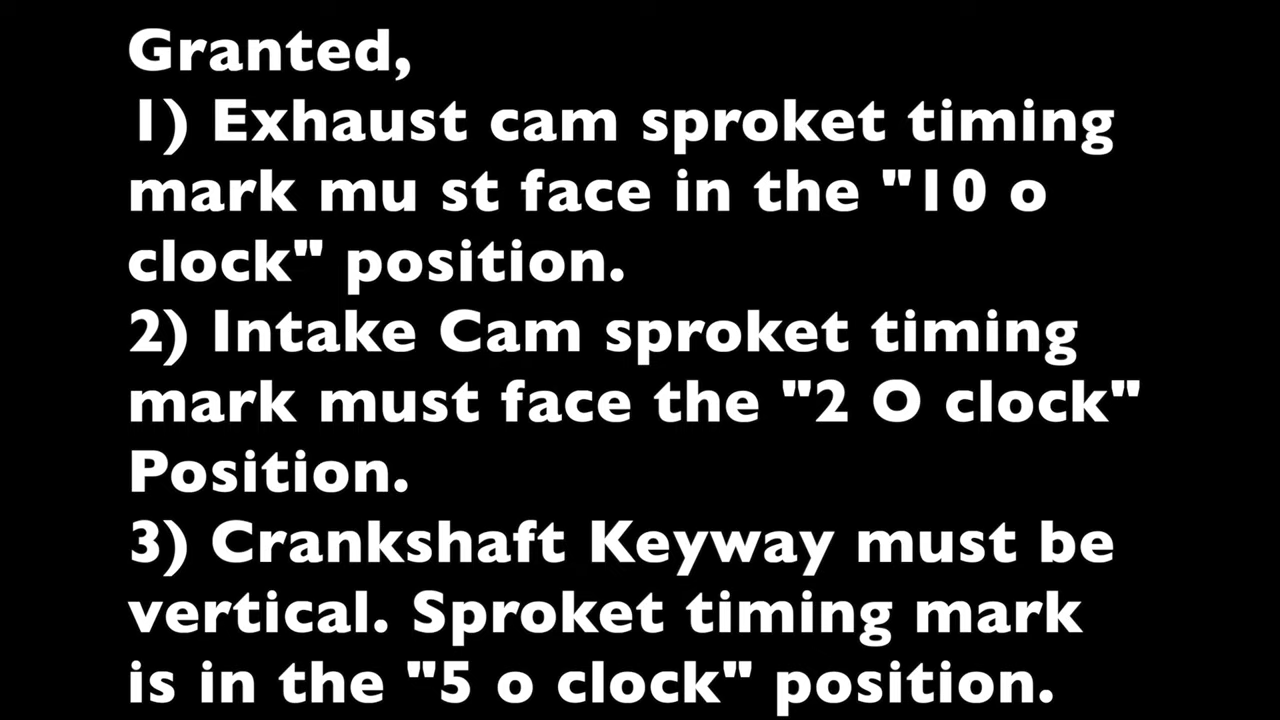 Granted,
1) Exhaust cam sproket timing
mark mu st face in the "10 o
clock" position.
2) Intake Cam sproket timing
mark must face the "2 O clock"
Position.
3) Crankshaft Keyway must be
vertical. Sproket timing mark
is in the "5 o clock" position.